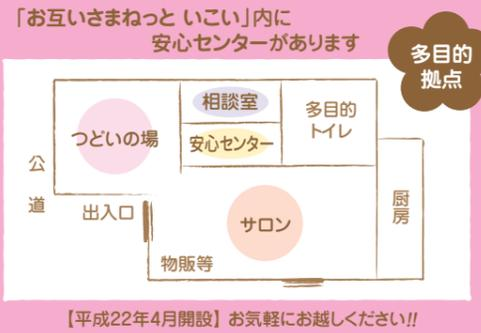 「お互いさまねっと いこい」内に
安心センターがあります
多目的
拠点
相談室
多目的
トイレ
つどいの場
安心センター
公道
厨房
出入口
サロン
物販等
【平成22年4月開設】お気軽にお越しください!!